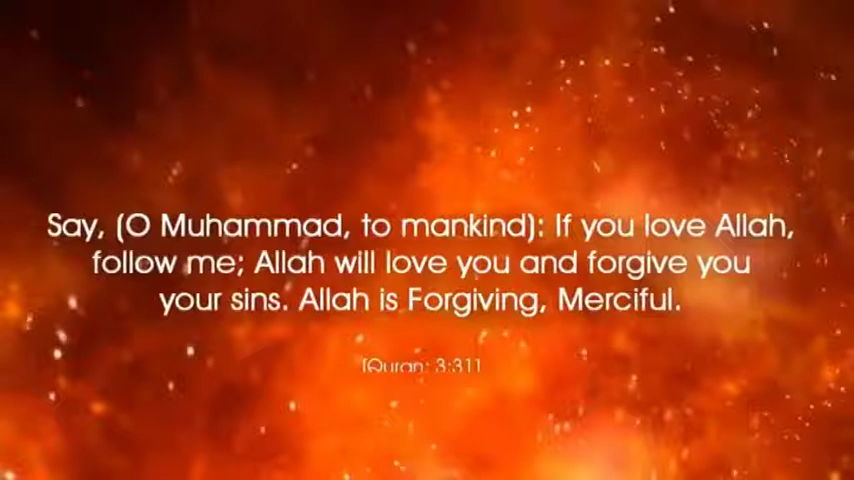 Say, (O Muhammad, to mankind): If you love Allah,
follow me; Allah will love you and forgive you
your sins. Allah is Forgiving, Merciful.
[Quran: 3:31]